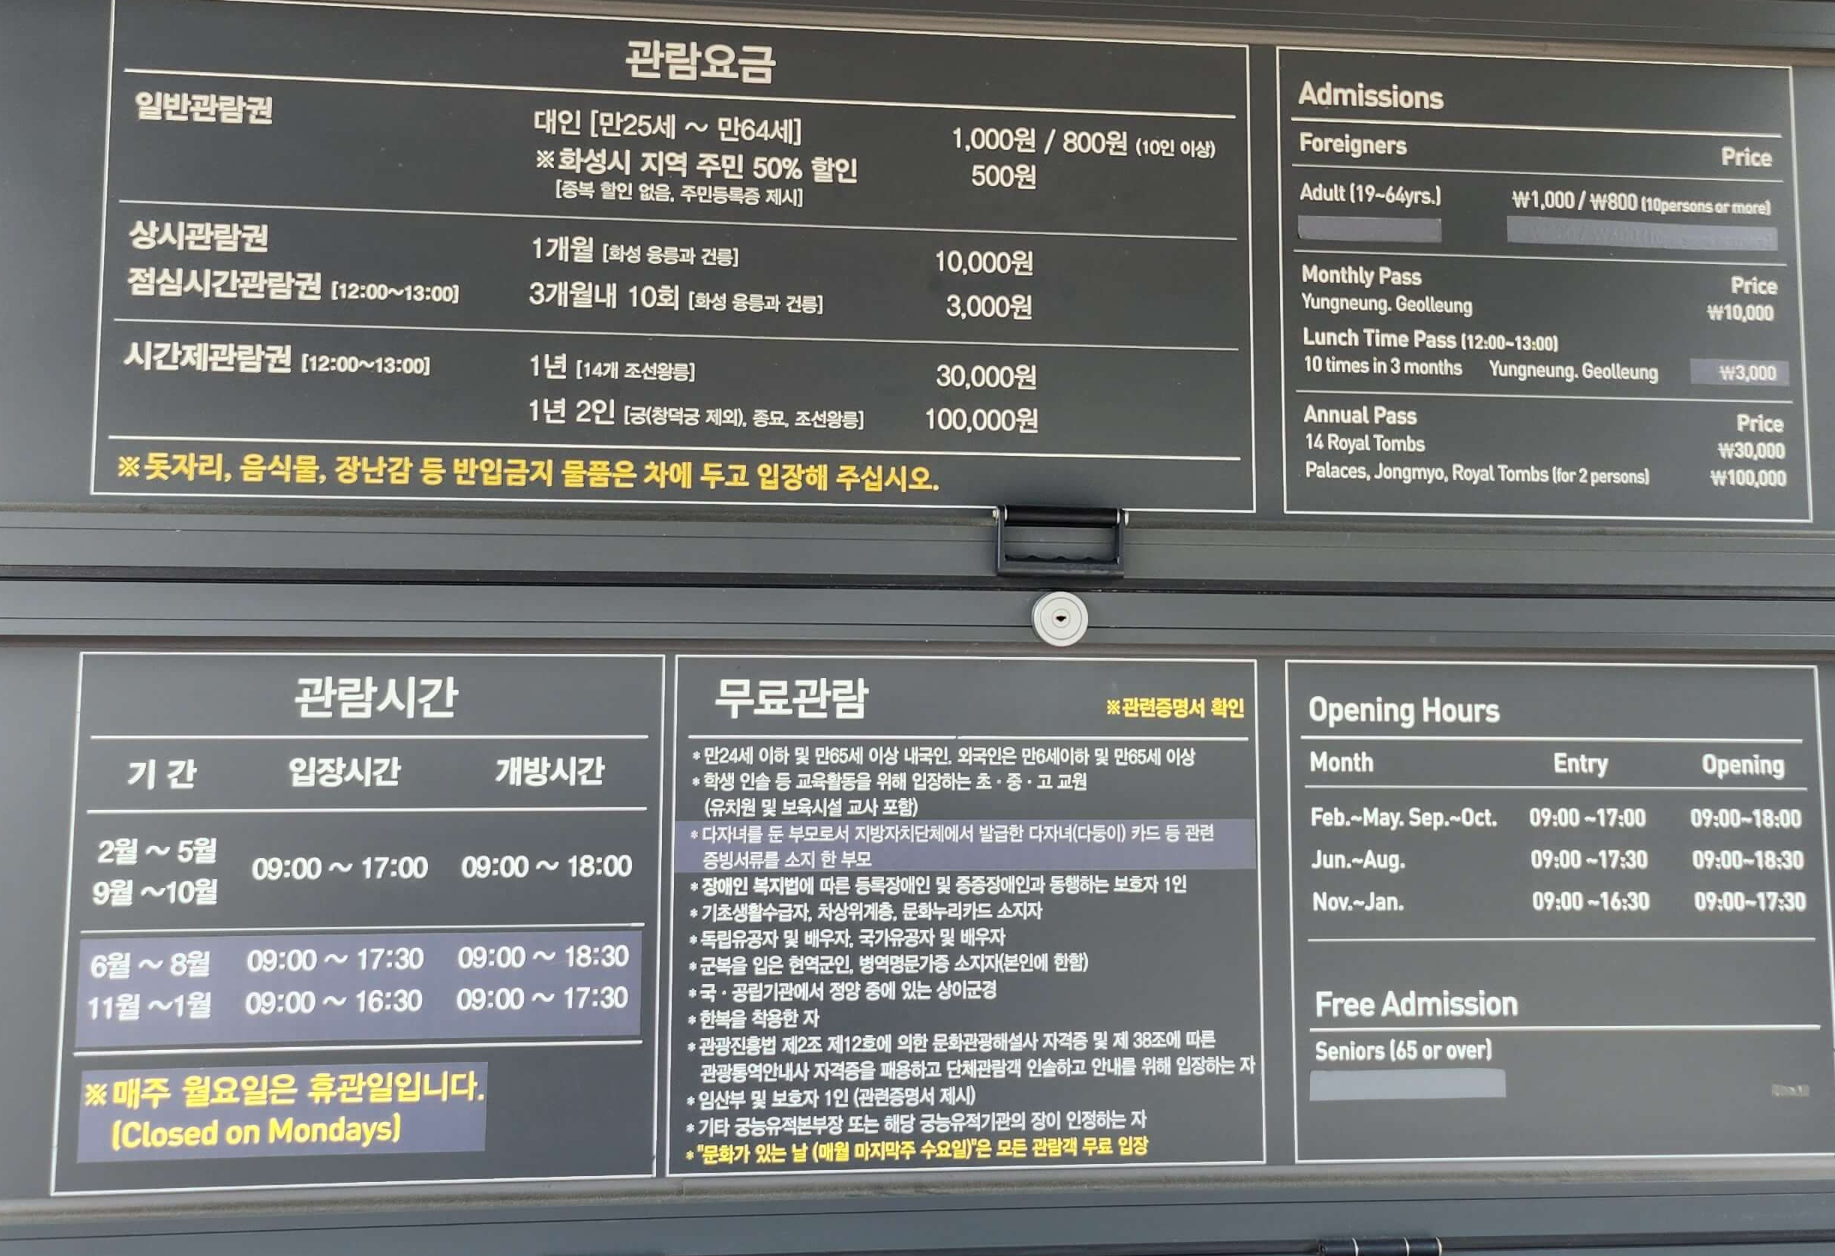 관람요금
일반관람권 대인 [만25세 ~ 만64세] 1,000원 / 800원 (10인 이상)
※화성시 지역 주민 50% 할인 500원
[중복 할인 없음, 주민등록증 제시]
상시관람권 1개월 [화성 융릉과 건릉] 10,000원
점심시간관람권 [12:00~13:00] 3개월내 10회 [화성 융릉과 건릉] 3,000원
시간제관람권 [12:00~13:00] 1년 [14개 조선왕릉] 30,000원
1년 2인 [궁(창덕궁 제외), 종묘, 조선왕릉] 100,000원
※돗자리, 음식물, 장난감 등 반입금지 물품은 차에 두고 입장해 주십시오.
Admissions
Foreigners Price
Adult (19~64yrs.) ₩1,000 / ₩800 (10persons or more)
Monthly Pass Price
Yungneung. Geolleung ₩10,000
Lunch Time Pass (12:00~13:00)
10 times in 3 months Yungneung. Geolleung ₩3,000
Annual Pass Price
14 Royal Tombs ₩30,000
Palaces, Jongmyo, Royal Tombs (for 2 persons) ₩100,000
관람시간
기 간 입장시간 개방시간
2월 ~ 5월
9월 ~10월 09:00 ~ 17:00 09:00 ~ 18:00
6월 ~ 8월 09:00 ~ 17:30 09:00 ~ 18:30
11월 ~1월 09:00 ~ 16:30 09:00 ~ 17:30
※매주 월요일은 휴관일입니다.
(Closed on Mondays)
무료관람 ※관련증명서 확인
* 만24세 이하 및 만65세 이상 내국인. 외국인은 만6세이하 및 만65세 이상
* 학생 인솔 등 교육활동을 위해 입장하는 초·중·고 교원
(유치원 및 보육시설 교사 포함)
* 다자녀를 둔 부모로서 지방자치단체에서 발급한 다자녀(다둥이) 카드 등 관련
증빙서류를 소지 한 부모
* 장애인 복지법에 따른 등록장애인 및 중증장애인과 동행하는 보호자 1인
* 기초생활수급자, 차상위계층, 문화누리카드 소지자
* 독립유공자 및 배우자, 국가유공자 및 배우자
* 군복을 입은 현역군인, 병역명문가증 소지자(본인에 한함)
* 국·공립기관에서 정양 중에 있는 상이군경
* 한복을 착용한 자
* 관광진흥법 제2조 제12호에 의한 문화관광해설사 자격증 및 제 38조에 따른
관광통역안내사 자격증을 패용하고 단체관람객 인솔하고 안내를 위해 입장하는 자
* 임산부 및 보호자 1인 (관련증명서 제시)
* 기타 궁능유적본부장 또는 해당 궁능유적기관의 장이 인정하는 자
* "문화가 있는 날 (매월 마지막주 수요일)"은 모든 관람객 무료 입장
Opening Hours
Month Entry Opening
Feb.~May. Sep.~Oct. 09:00 ~17:00 09:00~18:00
Jun.~Aug. 09:00 ~17:30 09:00~18:30
Nov.~Jan. 09:00 ~16:30 09:00~17:30
Free Admission
Seniors (65 or over)